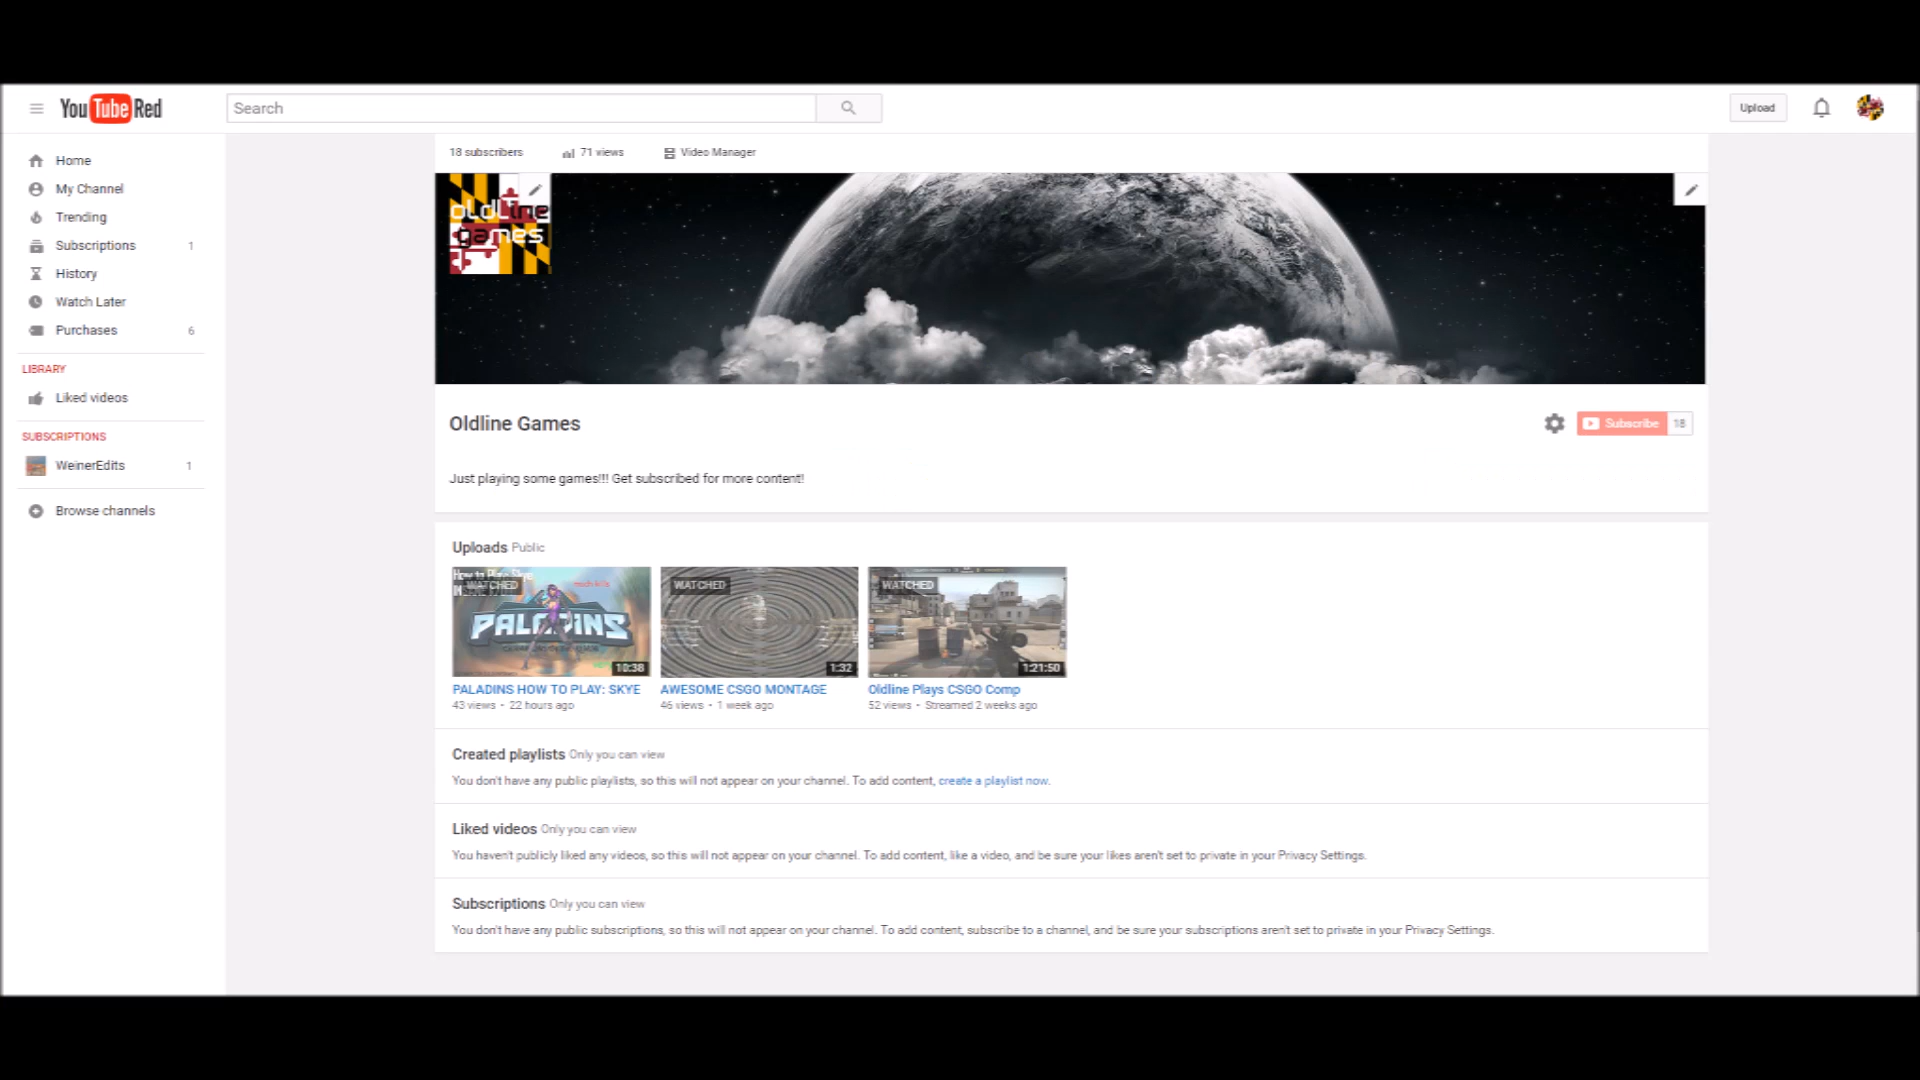 YouTube Red
Search
Upload
Home
My Channel
Trending
Subscriptions 1
History
Watch Later
Purchases 6
LIBRARY
Liked videos
SUBSCRIPTIONS
WeinerEdits 1
Browse channels
18 subscribers 71 views Video Manager
oldline
games
Oldline Games
Subscribe 18
Just playing some games!!! Get subscribed for more content!
Uploads Public
How to Play Skye
WATCHED
PALADINS
10:38
WATCHED
1:32
WATCHED
1:21:50
PALADINS HOW TO PLAY: SKYE
43 views • 22 hours ago
AWESOME CSGO MONTAGE
46 views • 1 week ago
Oldline Plays CSGO Comp
52 views • Streamed 2 weeks ago
Created playlists Only you can view
You don't have any public playlists, so this will not appear on your channel. To add content, create a playlist now.
Liked videos Only you can view
You haven't publicly liked any videos, so this will not appear on your channel. To add content, like a video, and be sure your likes aren't set to private in your Privacy Settings.
Subscriptions Only you can view
You don't have any public subscriptions, so this will not appear on your channel. To add content, subscribe to a channel, and be sure your subscriptions aren't set to private in your Privacy Settings.